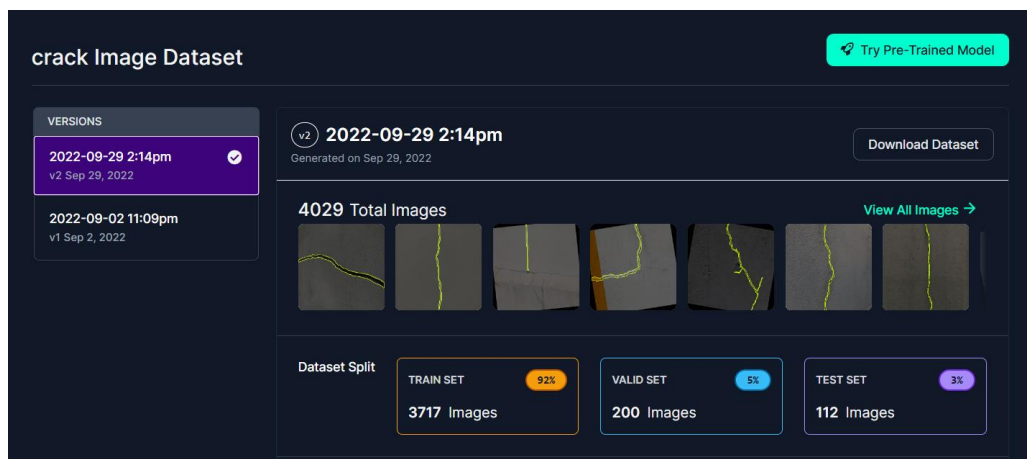 crack Image Dataset
Try Pre-Trained Model
VERSIONS
2022-09-29 2:14pm
v2 Sep 29, 2022
2022-09-02 11:09pm
v1 Sep 2, 2022
v2 2022-09-29 2:14pm
Generated on Sep 29, 2022
Download Dataset
4029 Total Images
View All Images →
Dataset Split
TRAIN SET 92%
3717 Images
VALID SET 5%
200 Images
TEST SET 3%
112 Images